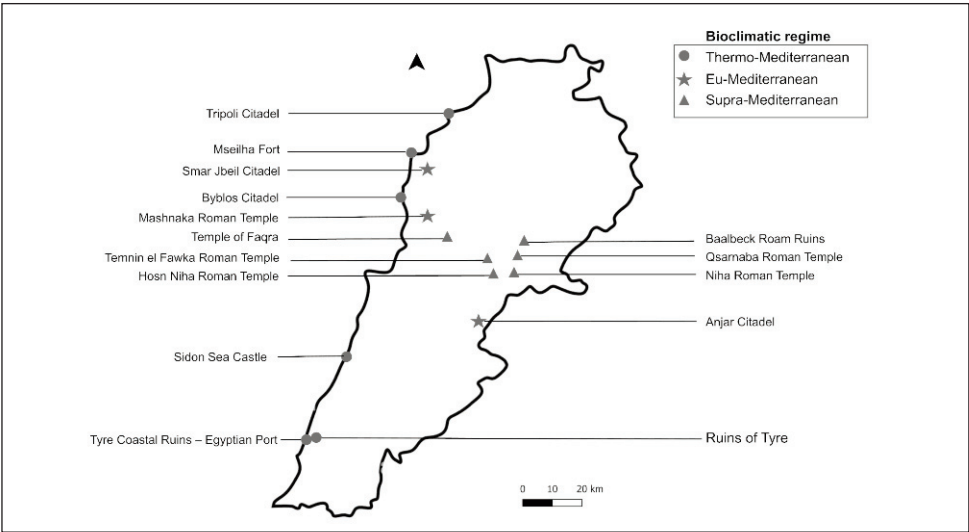 Bioclimatic regime
Thermo-Mediterranean
Eu-Mediterranean
Supra-Mediterranean
Tripoli Citadel
Mseilha Fort
Smar Jbeil Citadel
Byblos Citadel
Mashnaka Roman Temple
Temple of Faqra
Temnin el Fawka Roman Temple
Hosn Niha Roman Temple
Sidon Sea Castle
Tyre Coastal Ruins – Egyptian Port
Baalbeck Roam Ruins
Qsarnaba Roman Temple
Niha Roman Temple
Anjar Citadel
Ruins of Tyre
0 10 20 km